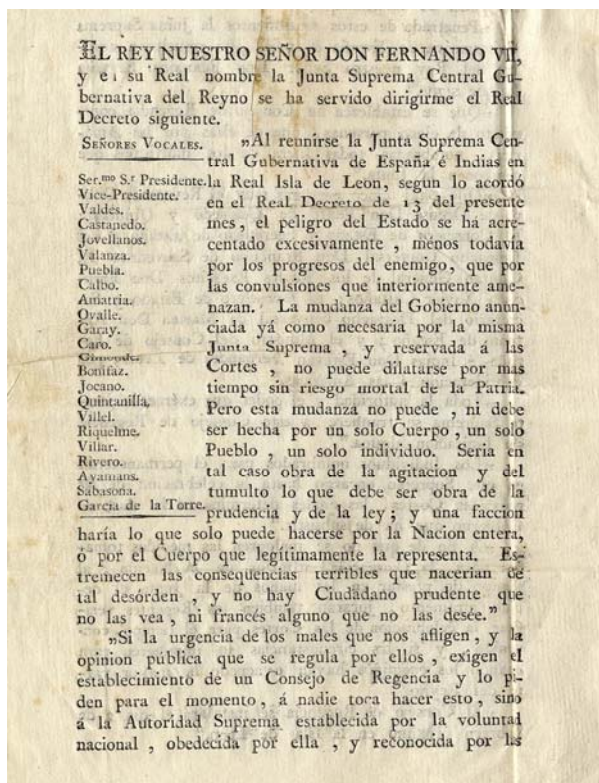 EL REY NUESTRO SEÑOR DON FERNANDO VII,
y e su Real nombre la Junta Suprema Central Gu-
bernativa del Reyno se ha servido dirigirme el Real
Decreto siguiente.
SEÑORES VOCALES.
Ser.mo S.r Presidente.
Vice-Presidente.
Valdés.
Castanedo.
Jovellanos.
Valanza.
Puebla.
Calbo.
Amatria.
Ovalle.
Garay.
Caro.
Gimonde.
Bonifaz.
Jocano.
Quintanilla.
Villel.
Riquelme.
Villar.
Rivero.
Ayamans.
Sabasona.
Garcia de la Torre.
"Al reunirse la Junta Suprema Cen-
tral Gubernativa de España é Indias en
la Real Isla de Leon, segun lo acordó
en el Real Decreto de 13 del presente
mes, el peligro del Estado se há acre-
centado excesivamente, ménos todavía
por los progresos del enemigo, que por
las convulsiones que interiormente ame-
nazan. La mudanza del Gobierno anun-
ciada yá como necesaria por la misma
Junta Suprema, y reservada á las
Cortes, no puede dilatarse por mas
tiempo sin riesgo mortal de la Patria.
Pero esta mudanza no puede, ni debe
ser hecha por un solo Cuerpo, un solo
Pueblo, un solo individuo. Seria en
tal caso obra de la agitacion y del
tumulto lo que debe ser obra de la
prudencia y de la ley; y una faccion
haría lo que solo puede hacerse por la Nacion entera,
ó por el Cuerpo que legítimamente la representa. Es-
tremecen las consequencias terribles que nacerian de
tal desórden, y no hay Ciudadano prudente que
no las vea, ni francés alguno que no las desée."
"Si la urgencia de los males que nos afligen, y la
opinion pública que se regula por ellos, exigen el
establecimiento de un Consejo de Regencia y lo pi-
den para el momento, á nadie toca hacer esto, sino
á la Autoridad Suprema establecida por la voluntad
nacional, obedecida por ella, y reconocida por las